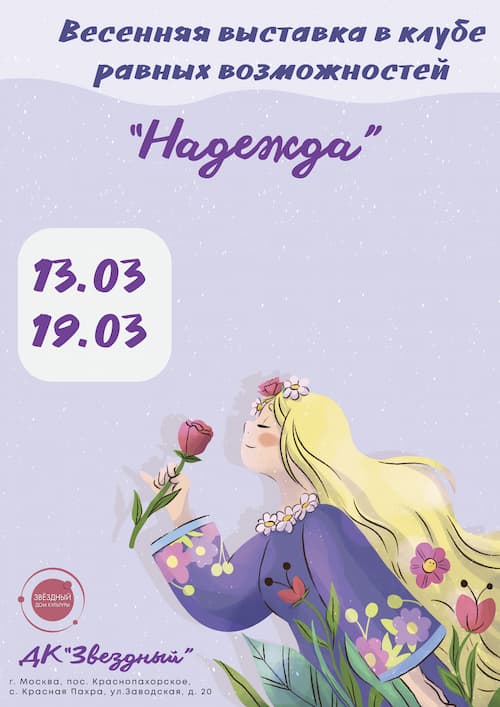 Весенняя выставка в клубе
равных возможностей
"Надежда"
13.03
19.03
ЗВЁЗДНЫЙ
ДОМ КУЛЬТУРЫ
ДК "Звездный"
г. Москва, пос. Краснопахорское,
с. Красная Пахра, ул.Заводская, д. 20